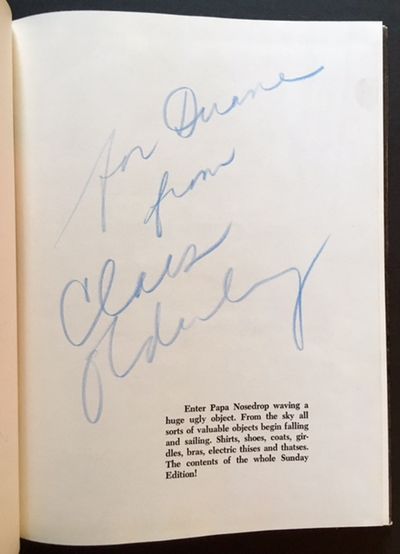 for Duane
from
Claes
Oldenburg
Enter Papa Nosedrop waving a
huge ugly object. From the sky all
sorts of valuable objects begin falling
and sailing. Shirts, shoes, coats, gir-
dles, bras, electric thises and thatses.
The contents of the whole Sunday
Edition!